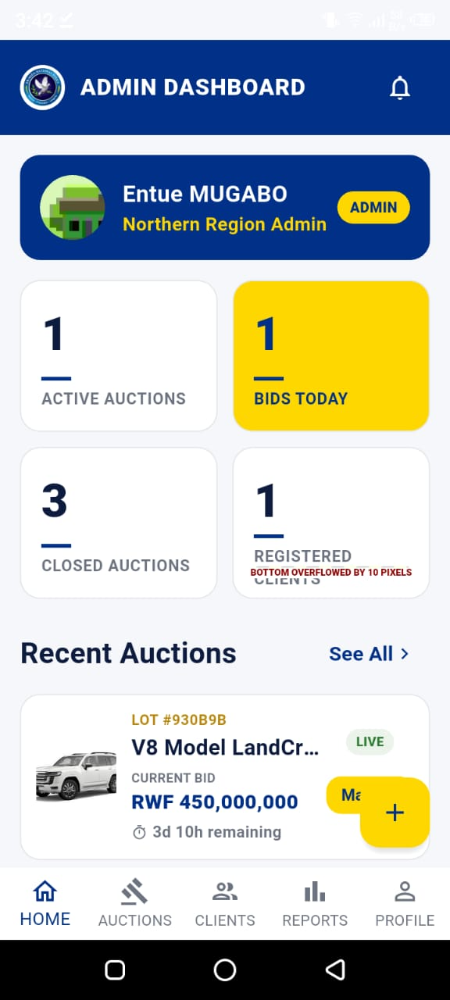 3:42
58
B/s
ADMIN DASHBOARD
Entue MUGABO
Northern Region Admin
ADMIN
1
ACTIVE AUCTIONS
1
BIDS TODAY
3
CLOSED AUCTIONS
1
REGISTERED
BOTTOM OVERFLOWED BY 10 PIXELS
CLIENTS
Recent Auctions
See All
LOT #930B9B
V8 Model LandCr...
LIVE
CURRENT BID
RWF 450,000,000
Ma
3d 10h remaining
HOME
AUCTIONS
CLIENTS
REPORTS
PROFILE